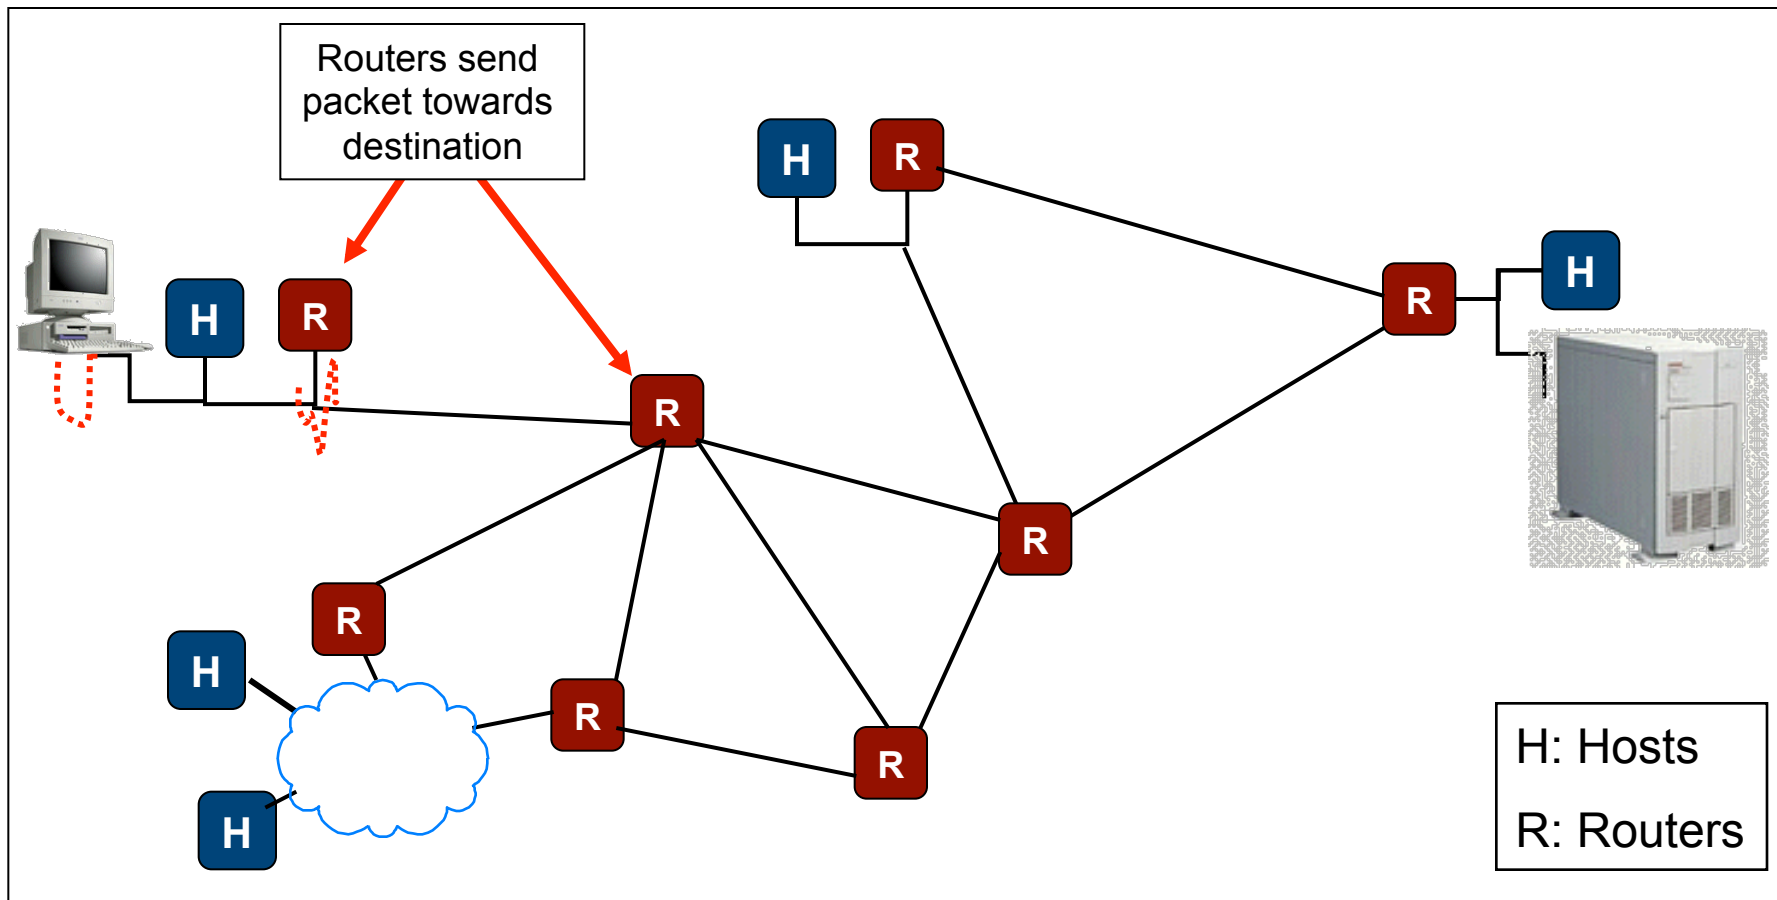 Routers send
packet towards
destination
H
R
H
R
R
H
R
R
R
H
R
R
H
H: Hosts
R: Routers